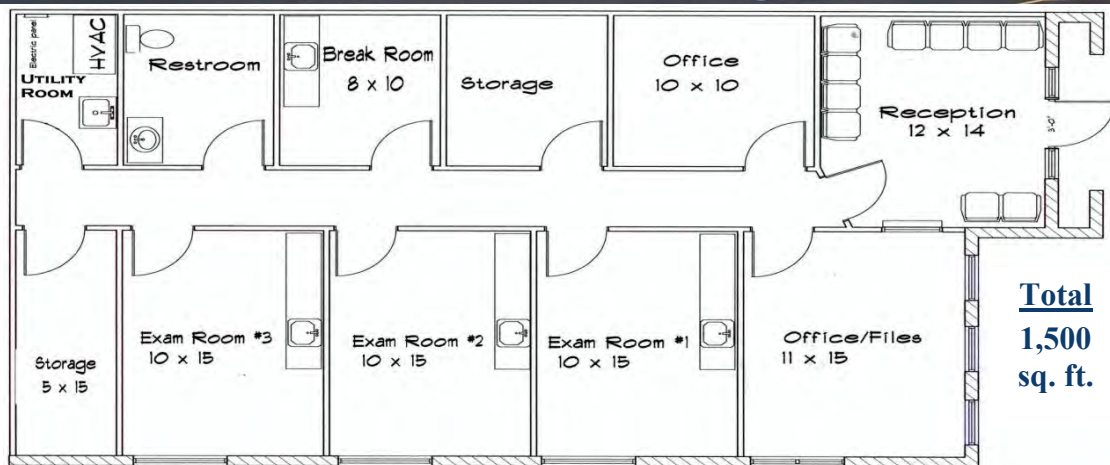 Electric panel
HVAC
UTILITY
ROOM
Restroom
Break Room
8 x 10
Storage
Office
10 x 10
Reception
12 x 14
3'-0"
Storage
5 x 15
Exam Room #3
10 x 15
Exam Room #2
10 x 15
Exam Room #1
10 x 15
Office/Files
11 x 15
Total
1,500
sq. ft.